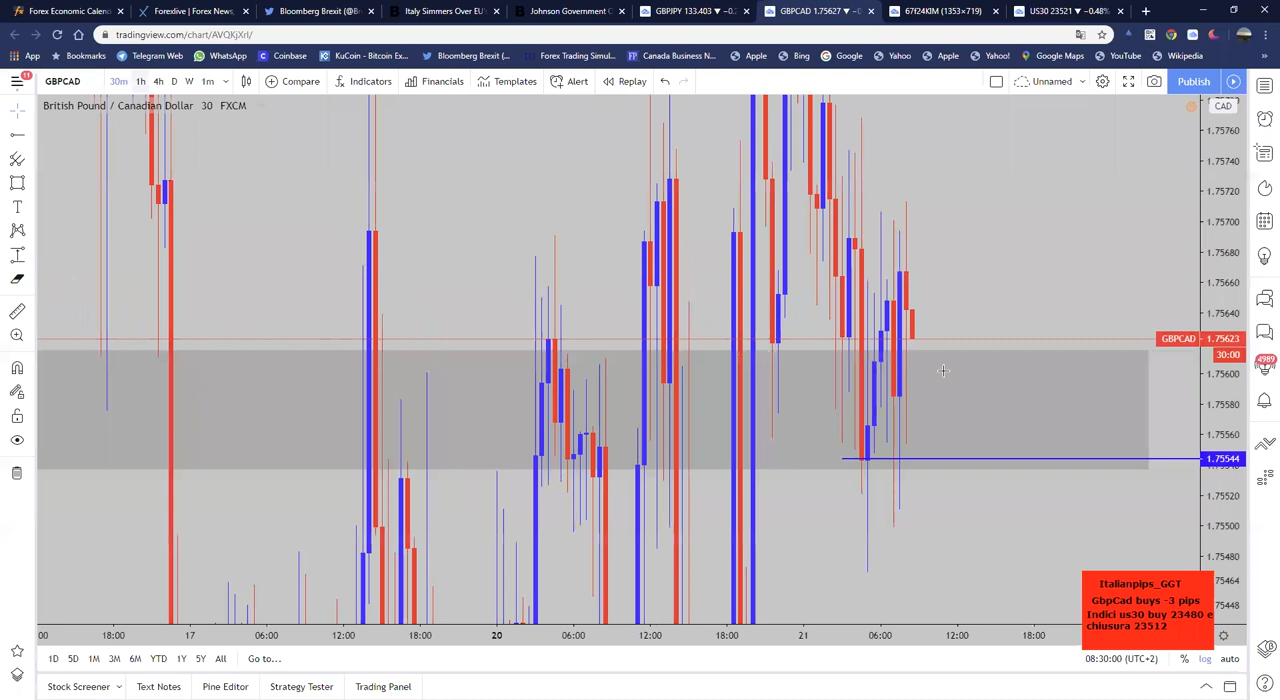 Forex Economic Calend
Forexlive | Forex News,
Bloomberg Brexit (@Br
Italy Simmers Over EU'
Johnson Government C
GBPJPY 133.403 ▼ −0.
GBPCAD 1.75627 ▼ −0
67f24KIM (1353×719)
US30 23521 ▼ −0.48%
tradingview.com/chart/AVQKjXrI/
App
Bookmarks
Telegram Web
WhatsApp
Coinbase
KuCoin - Bitcoin Ex...
Bloomberg Brexit (...
Forex Trading Simul...
Canada Business N...
Apple
Bing
Google
Yahoo
Apple
Yahoo!
Google Maps
YouTube
Wikipedia
11
GBPCAD
30m
1h
4h
D
W
1m
Compare
Indicators
Financials
Templates
Alert
Replay
Unnamed
Publish
British Pound / Canadian Dollar 30 FXCM
CAD
1.75760
1.75740
1.75720
1.75700
1.75680
1.75660
1.75640
GBPCAD 1.75623
30:00
1.75600
1.75580
1.75560
1.75544
1.75520
1.75500
1.75480
1.75464
1.75448
4989
Italianpips_GGT
GbpCad buys -3 pips
Indici us30 buy 23480 e
chiusura 23512
00
18:00
17
06:00
12:00
18:00
20
06:00
12:00
18:00
21
06:00
12:00
18:00
1D
5D
1M
3M
6M
YTD
1Y
5Y
All
Go to...
08:30:00 (UTC+2)
%
log
auto
Stock Screener
Text Notes
Pine Editor
Strategy Tester
Trading Panel